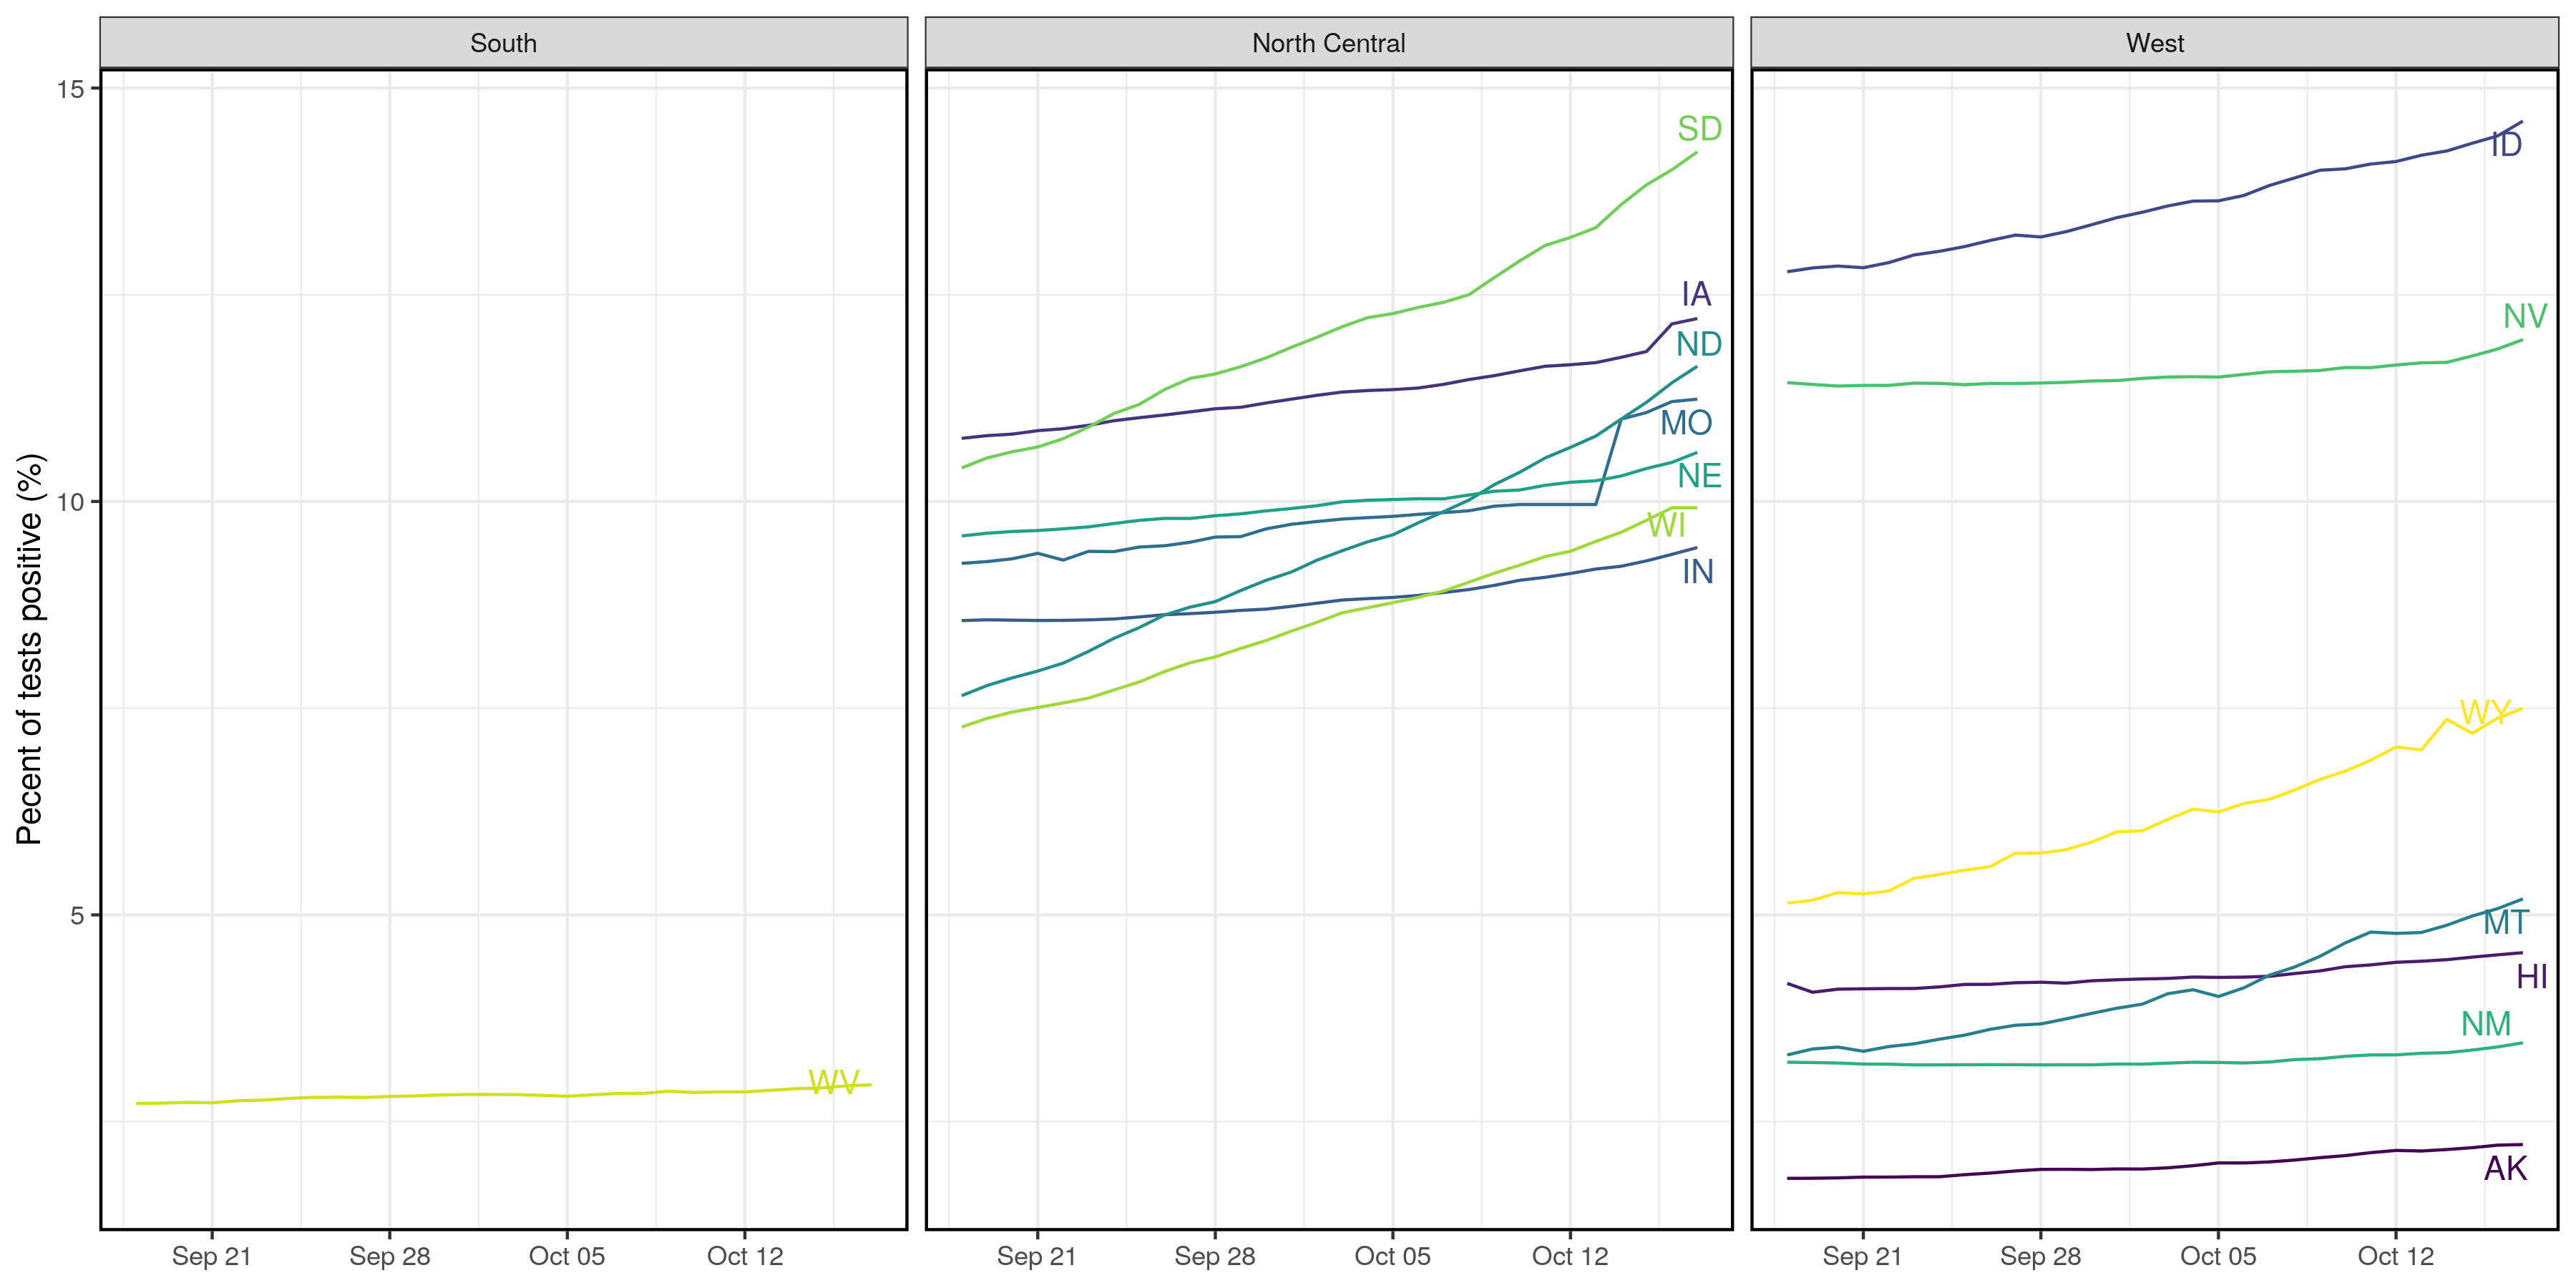 South
North Central
West
Pecent of tests positive (%)
15
10
5
WV
SD
IA
ND
MO
NE
WI
IN
ID
NV
WY
MT
HI
NM
AK
Sep 21
Sep 28
Oct 05
Oct 12
Sep 21
Sep 28
Oct 05
Oct 12
Sep 21
Sep 28
Oct 05
Oct 12